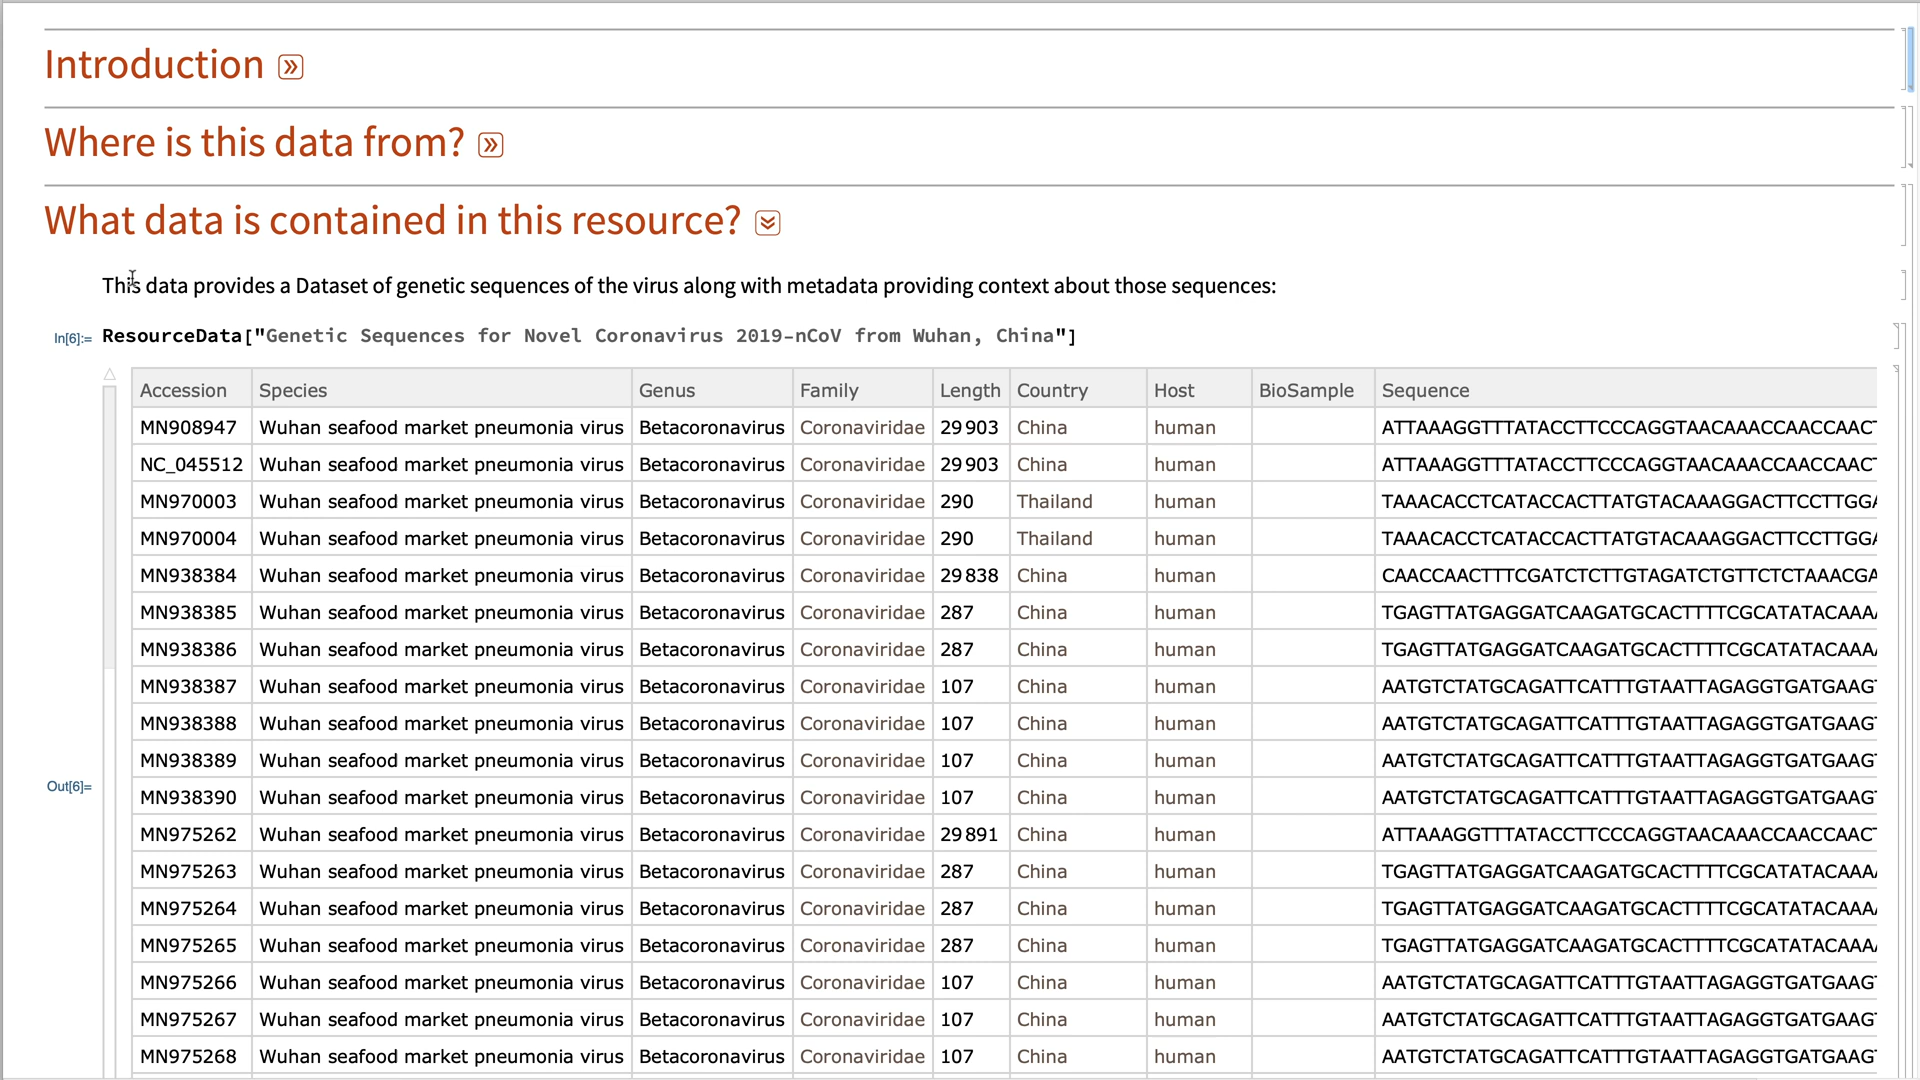 Introduction
Where is this data from?
What data is contained in this resource?
This data provides a Dataset of genetic sequences of the virus along with metadata providing context about those sequences:
In[6]:= ResourceData["Genetic Sequences for Novel Coronavirus 2019-nCoV from Wuhan, China"]
Accession Species Genus Family Length Country Host BioSample Sequence
MN908947 Wuhan seafood market pneumonia virus Betacoronavirus Coronaviridae 29903 China human ATTAAAGGTTTATACCTTCCCAGGTAACAAACCAACCAACT
NC_045512 Wuhan seafood market pneumonia virus Betacoronavirus Coronaviridae 29903 China human ATTAAAGGTTTATACCTTCCCAGGTAACAAACCAACCAACT
MN970003 Wuhan seafood market pneumonia virus Betacoronavirus Coronaviridae 290 Thailand human TAAACACCTCATACCACTTATGTACAAAGGACTTCCTTGGA
MN970004 Wuhan seafood market pneumonia virus Betacoronavirus Coronaviridae 290 Thailand human TAAACACCTCATACCACTTATGTACAAAGGACTTCCTTGGA
MN938384 Wuhan seafood market pneumonia virus Betacoronavirus Coronaviridae 29838 China human CAACCAACTTTCGATCTCTTGTAGATCTGTTCTCTAAACGA
MN938385 Wuhan seafood market pneumonia virus Betacoronavirus Coronaviridae 287 China human TGAGTTATGAGGATCAAGATGCACTTTTCGCATATACAAA
MN938386 Wuhan seafood market pneumonia virus Betacoronavirus Coronaviridae 287 China human TGAGTTATGAGGATCAAGATGCACTTTTCGCATATACAAA
MN938387 Wuhan seafood market pneumonia virus Betacoronavirus Coronaviridae 107 China human AATGTCTATGCAGATTCATTTGTAATTAGAGGTGATGAAG
MN938388 Wuhan seafood market pneumonia virus Betacoronavirus Coronaviridae 107 China human AATGTCTATGCAGATTCATTTGTAATTAGAGGTGATGAAG
MN938389 Wuhan seafood market pneumonia virus Betacoronavirus Coronaviridae 107 China human AATGTCTATGCAGATTCATTTGTAATTAGAGGTGATGAAG
Out[6]=
MN938390 Wuhan seafood market pneumonia virus Betacoronavirus Coronaviridae 107 China human AATGTCTATGCAGATTCATTTGTAATTAGAGGTGATGAAG
MN975262 Wuhan seafood market pneumonia virus Betacoronavirus Coronaviridae 29891 China human ATTAAAGGTTTATACCTTCCCAGGTAACAAACCAACCAACT
MN975263 Wuhan seafood market pneumonia virus Betacoronavirus Coronaviridae 287 China human TGAGTTATGAGGATCAAGATGCACTTTTCGCATATACAAA
MN975264 Wuhan seafood market pneumonia virus Betacoronavirus Coronaviridae 287 China human TGAGTTATGAGGATCAAGATGCACTTTTCGCATATACAAA
MN975265 Wuhan seafood market pneumonia virus Betacoronavirus Coronaviridae 287 China human TGAGTTATGAGGATCAAGATGCACTTTTCGCATATACAAA
MN975266 Wuhan seafood market pneumonia virus Betacoronavirus Coronaviridae 107 China human AATGTCTATGCAGATTCATTTGTAATTAGAGGTGATGAAG
MN975267 Wuhan seafood market pneumonia virus Betacoronavirus Coronaviridae 107 China human AATGTCTATGCAGATTCATTTGTAATTAGAGGTGATGAAG
MN975268 Wuhan seafood market pneumonia virus Betacoronavirus Coronaviridae 107 China human AATGTCTATGCAGATTCATTTGTAATTAGAGGTGATGAAG